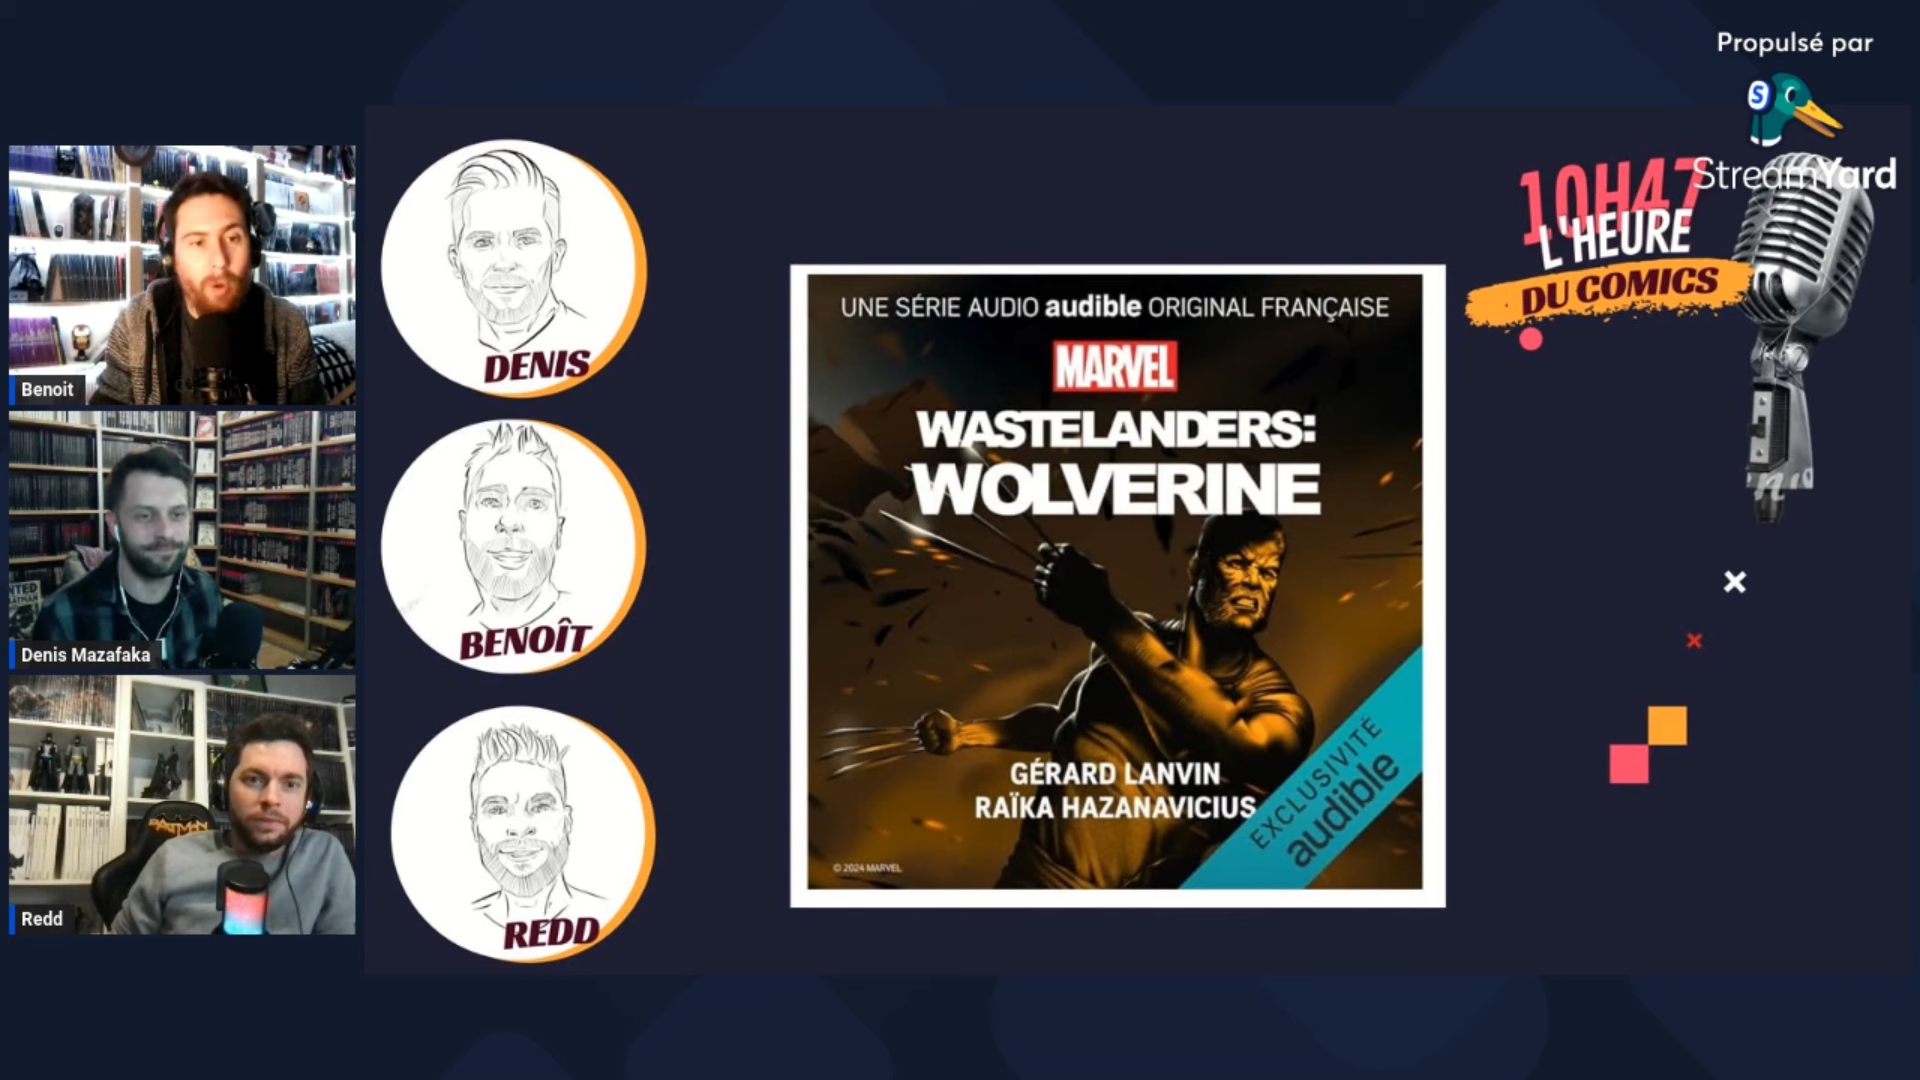 Propulsé par
S
StreamYard
10H47
L'HEURE
DU COMICS
Benoit
Denis Mazafaka
Redd
DENIS
BENOÎT
REDD
UNE SÉRIE AUDIO audible ORIGINAL FRANÇAISE
MARVEL
WASTELANDERS:
WOLVERINE
GÉRARD LANVIN
RAÏKA HAZANAVICIUS
EXCLUSIVITÉ
audible
© 2024 MARVEL
BATMAN